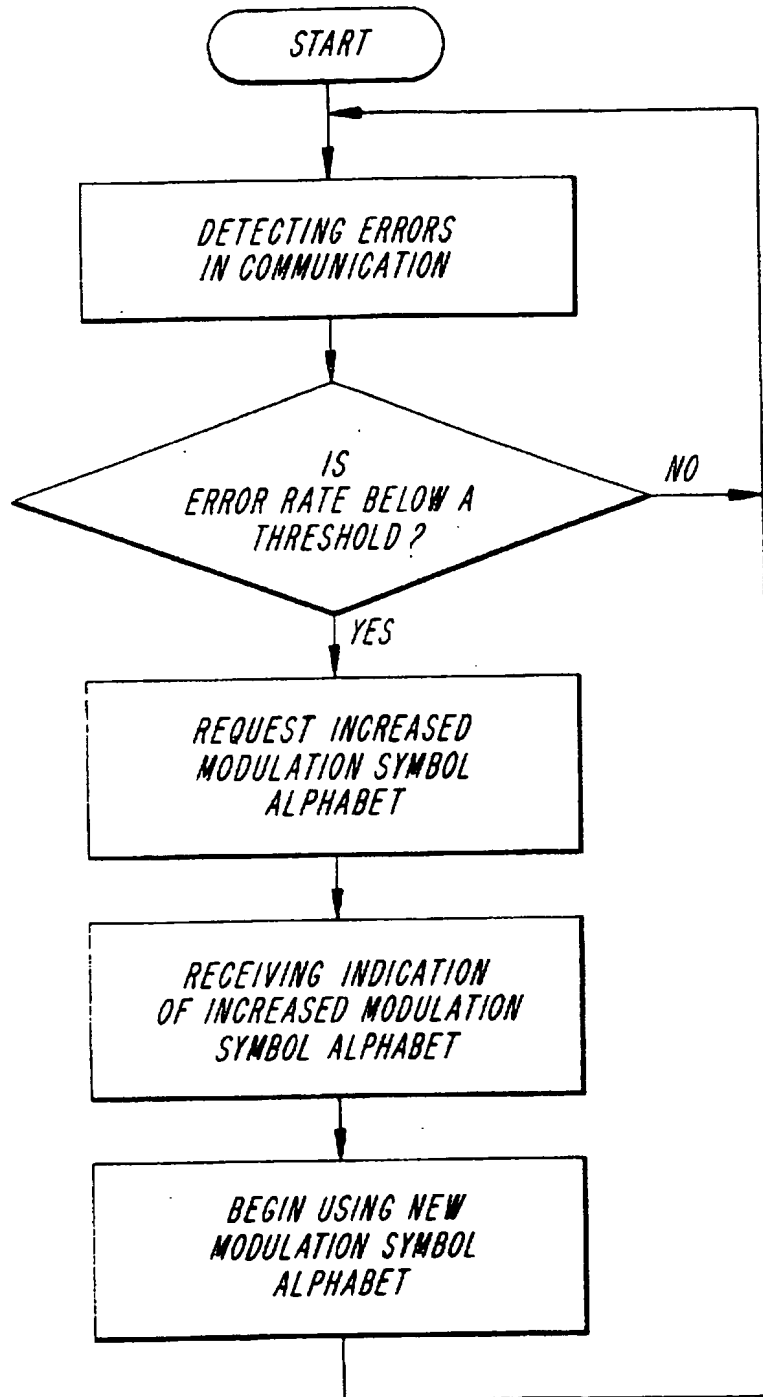 START
DETECTING ERRORS
IN COMMUNICATION
IS
ERROR RATE BELOW A
THRESHOLD?
NO
YES
REQUEST INCREASED
MODULATION SYMBOL
ALPHABET
RECEIVING INDICATION
OF INCREASED MODULATION
SYMBOL ALPHABET
BEGIN USING NEW
MODULATION SYMBOL
ALPHABET